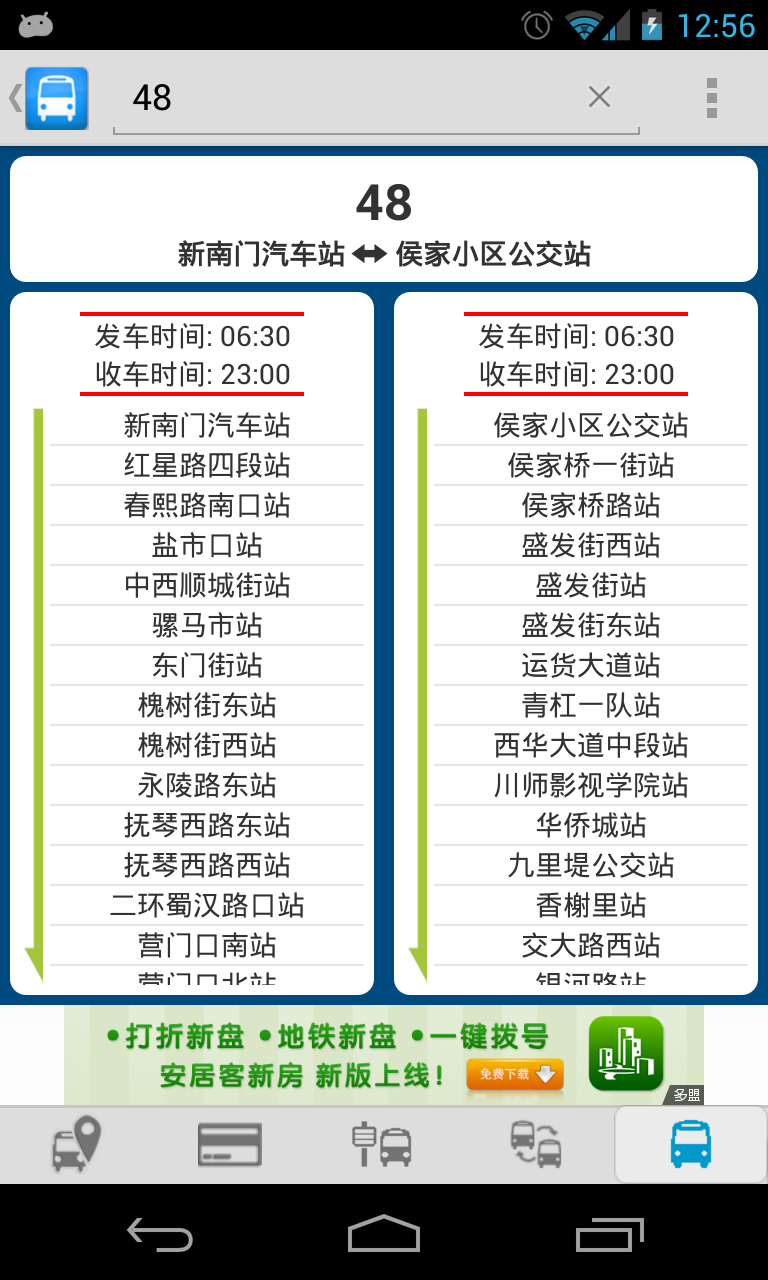 12:56
48
48
新南门汽车站 侯家小区公交站
发车时间: 06:30
收车时间: 23:00
新南门汽车站
红星路四段站
春熙路南口站
盐市口站
中西顺城街站
骡马市站
东门街站
槐树街东站
槐树街西站
永陵路东站
抚琴西路东站
抚琴西路西站
二环蜀汉路口站
营门口南站
营门口北站
发车时间: 06:30
收车时间: 23:00
侯家小区公交站
侯家桥一街站
侯家桥路站
盛发街西站
盛发街站
盛发街东站
运货大道站
青杠一队站
西华大道中段站
川师影视学院站
华侨城站
九里堤公交站
香榭里站
交大路西站
银河路站
•打折新盘 •地铁新盘 •一键拨号
安居客新房 新版上线!
免费下载
多盟